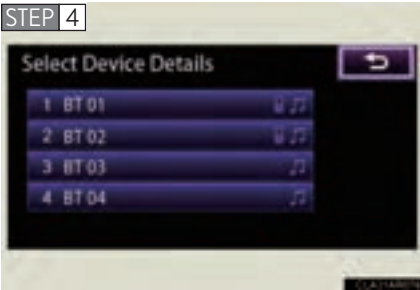 STEP 4
Select Device Details
1 BT 01
2 BT 02
3 BT 03
4 BT 04